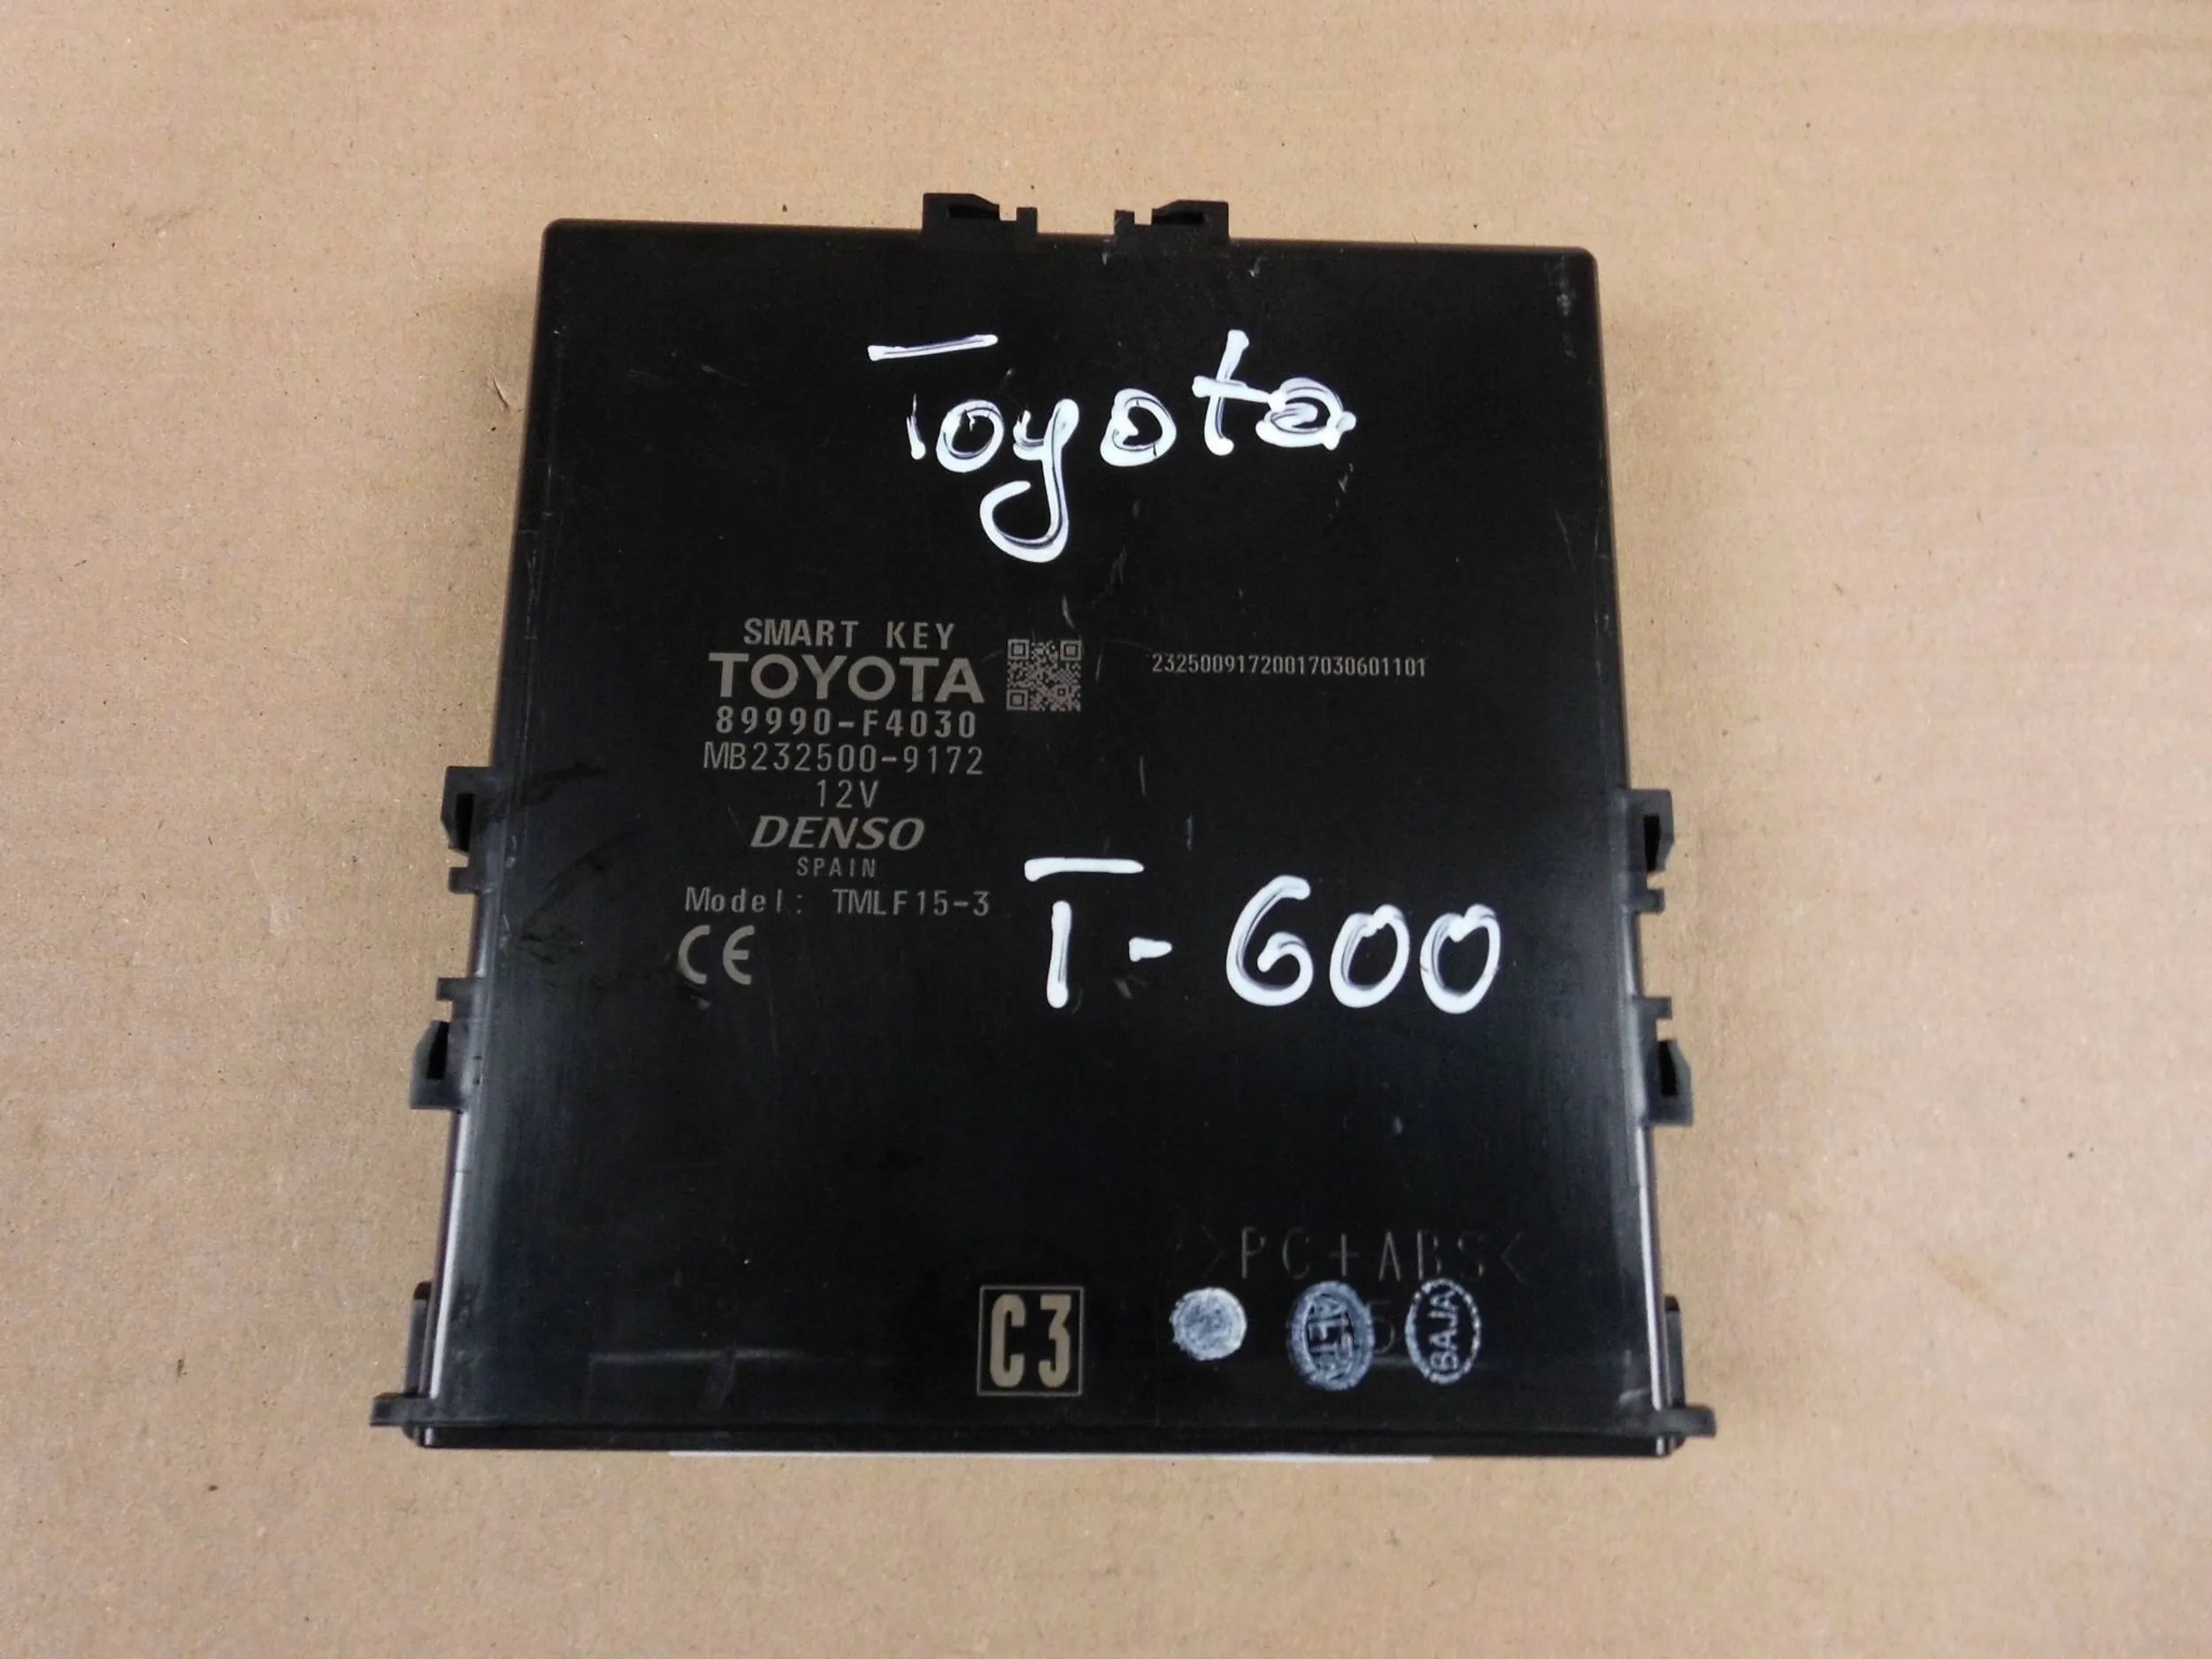 Toyota
SMART KEY
TOYOTA
89990-F4030
MB232500-9172
12V
DENSO
SPAIN
Model: TMLF15-3
CE
23250091720017030601101
T-600
>PC+ABS<
C3
BAJA